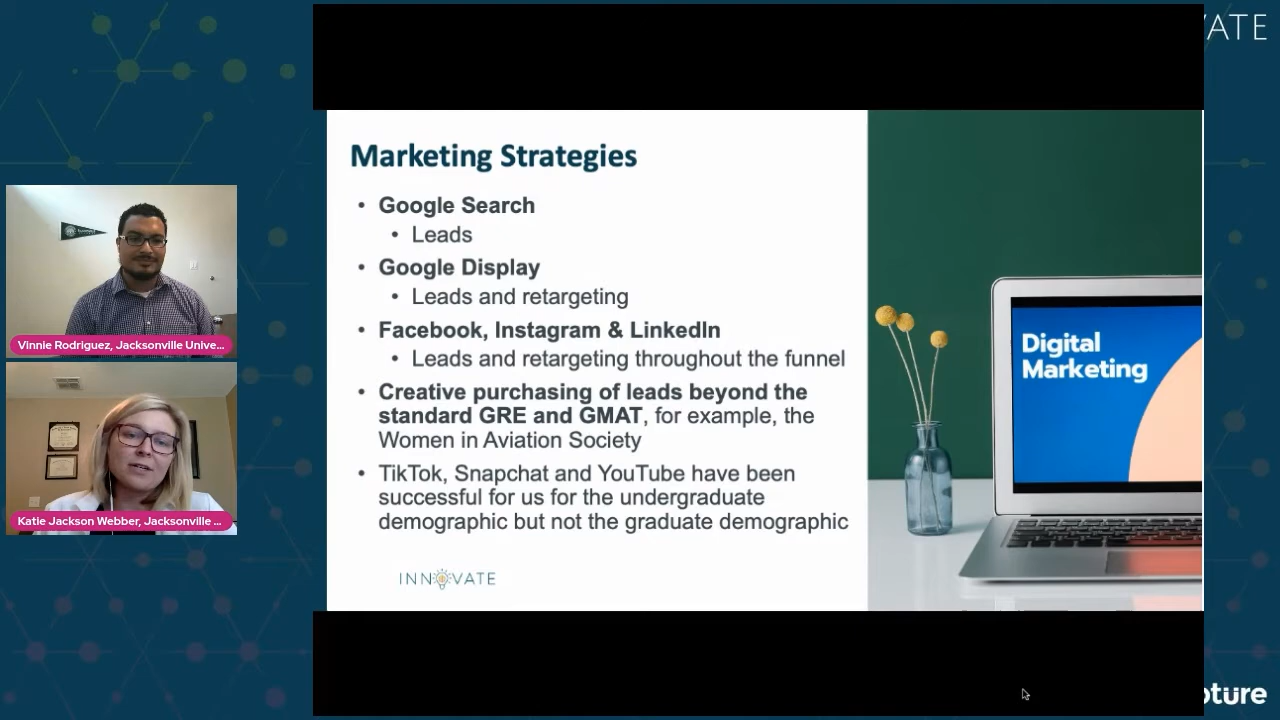 VATE
Marketing Strategies
• Google Search
• Leads
• Google Display
• Leads and retargeting
• Facebook, Instagram & LinkedIn
• Leads and retargeting throughout the funnel
• Creative purchasing of leads beyond the
standard GRE and GMAT, for example, the
Women in Aviation Society
• TikTok, Snapchat and YouTube have been
successful for us for the undergraduate
demographic but not the graduate demographic
INNOVATE
Digital
Marketing
Vinnie Rodriguez, Jacksonville Unive...
Katie Jackson Webber, Jacksonville ...
pture